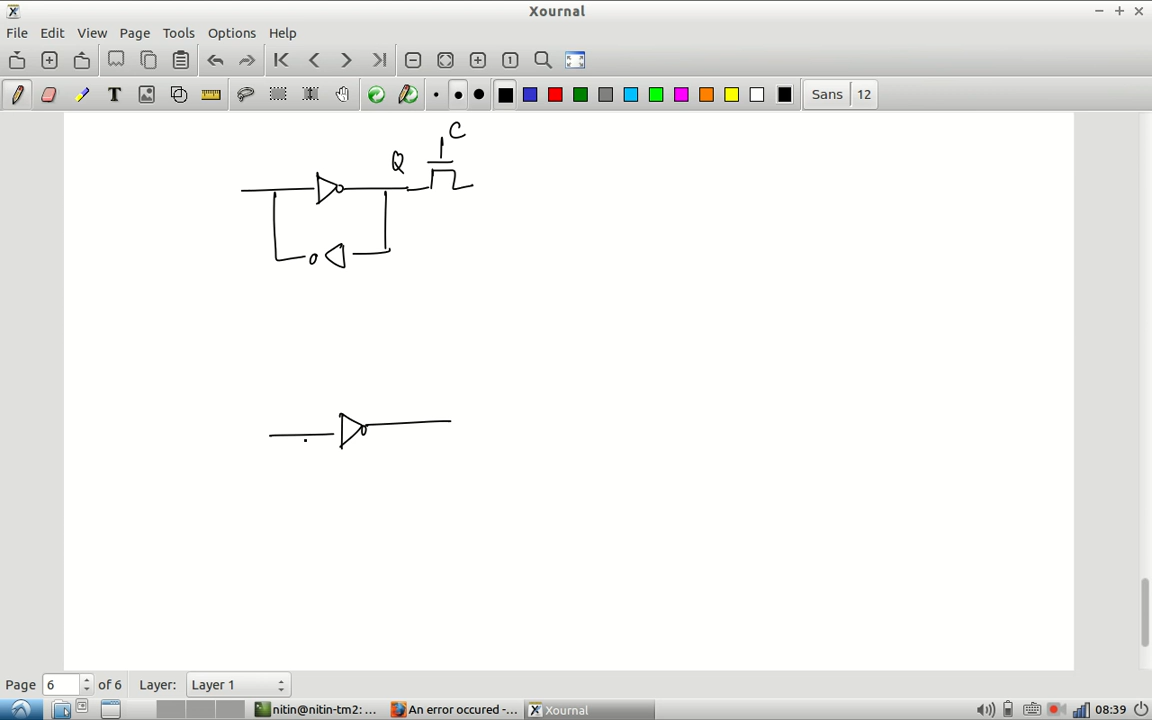 Xournal
File Edit View Page Tools Options Help
T Sans 12
C
Q
Page 6 of 6 Layer: Layer 1
nitin@nitin-tm2: ... An error occured -... Xournal 08:39